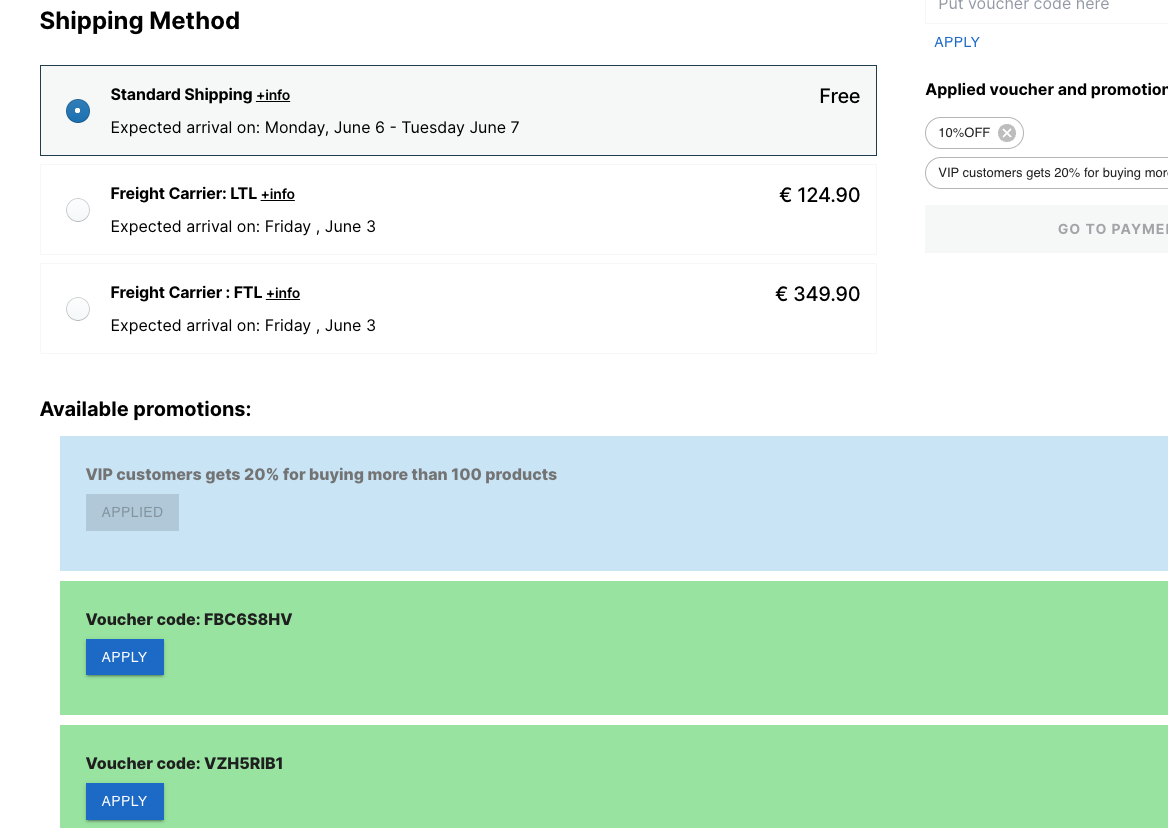 Shipping Method
Standard Shipping +info
Free
Expected arrival on: Monday, June 6 - Tuesday June 7
Freight Carrier: LTL +info
€ 124.90
Expected arrival on: Friday , June 3
Freight Carrier : FTL +info
€ 349.90
Expected arrival on: Friday , June 3
Available promotions:
VIP customers gets 20% for buying more than 100 products
APPLIED
Voucher code: FBC6S8HV
APPLY
Voucher code: VZH5RIB1
APPLY
Put voucher code here
APPLY
Applied voucher and promotion
10%OFF
VIP customers gets 20% for buying
GO TO